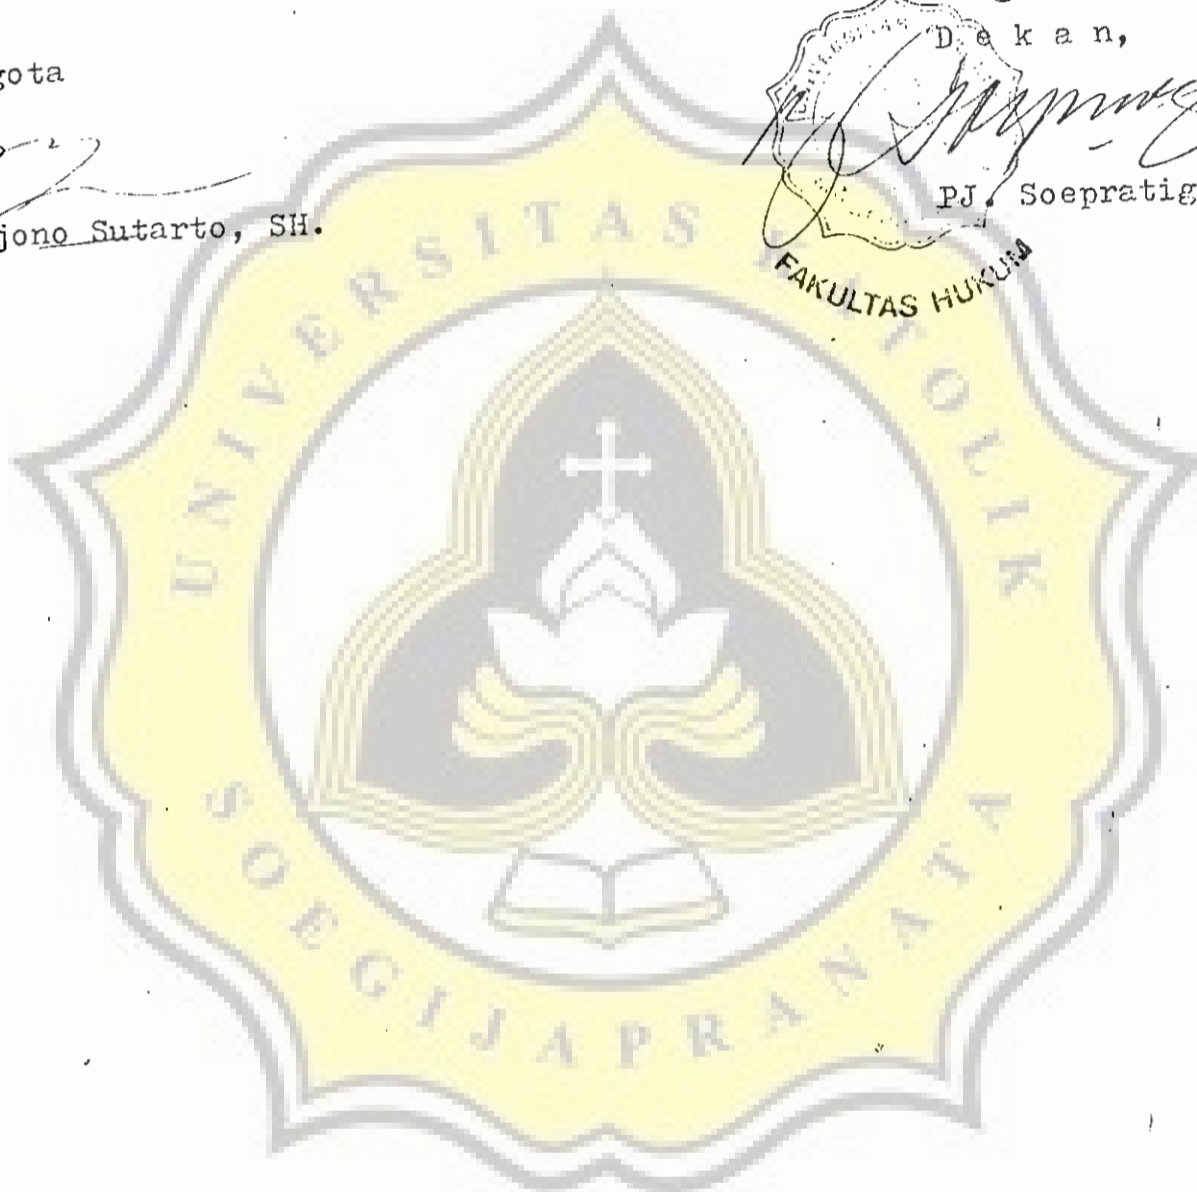 D e k a n,
gota
jono Sutarto, SH.
PJ. Soepratig
FAKULTAS HUKUM
UNIVERSITAS KATOLIK
SOEGIJAPRANATA